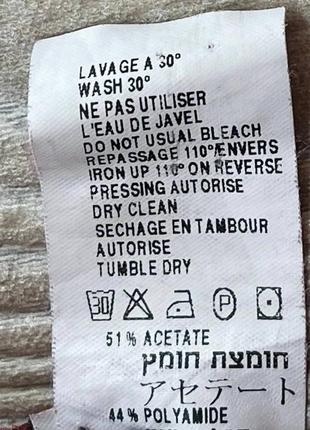 LAVAGE A 30°
WASH 30°
NE PAS UTILISER
L'EAU DE JAVEL
DO NOT USUAL BLEACH
REPASSAGE 110°/ENVERS
IRON UP 110° ON REVERSE
PRESSING AUTORISE
DRY CLEAN
SECHAGE EN TAMBOUR
AUTORISE
TUMBLE DRY
30 P
51% ACETATE
חומצת חומץ
アセテート
44% POLYAMIDE